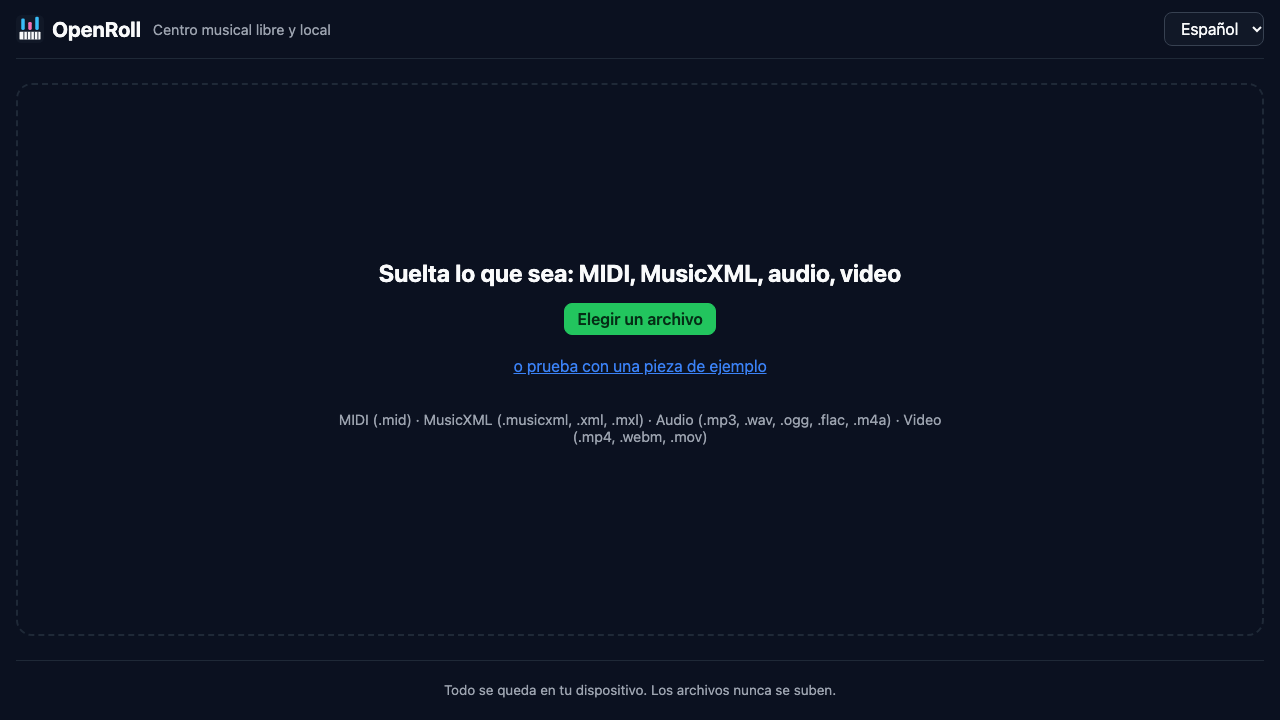 OpenRoll
Centro musical libre y local
Español
Suelta lo que sea: MIDI, MusicXML, audio, video
Elegir un archivo
o prueba con una pieza de ejemplo
MIDI (.mid) · MusicXML (.musicxml, .xml, .mxl) · Audio (.mp3, .wav, .ogg, .flac, .m4a) · Video
(.mp4, .webm, .mov)
Todo se queda en tu dispositivo. Los archivos nunca se suben.